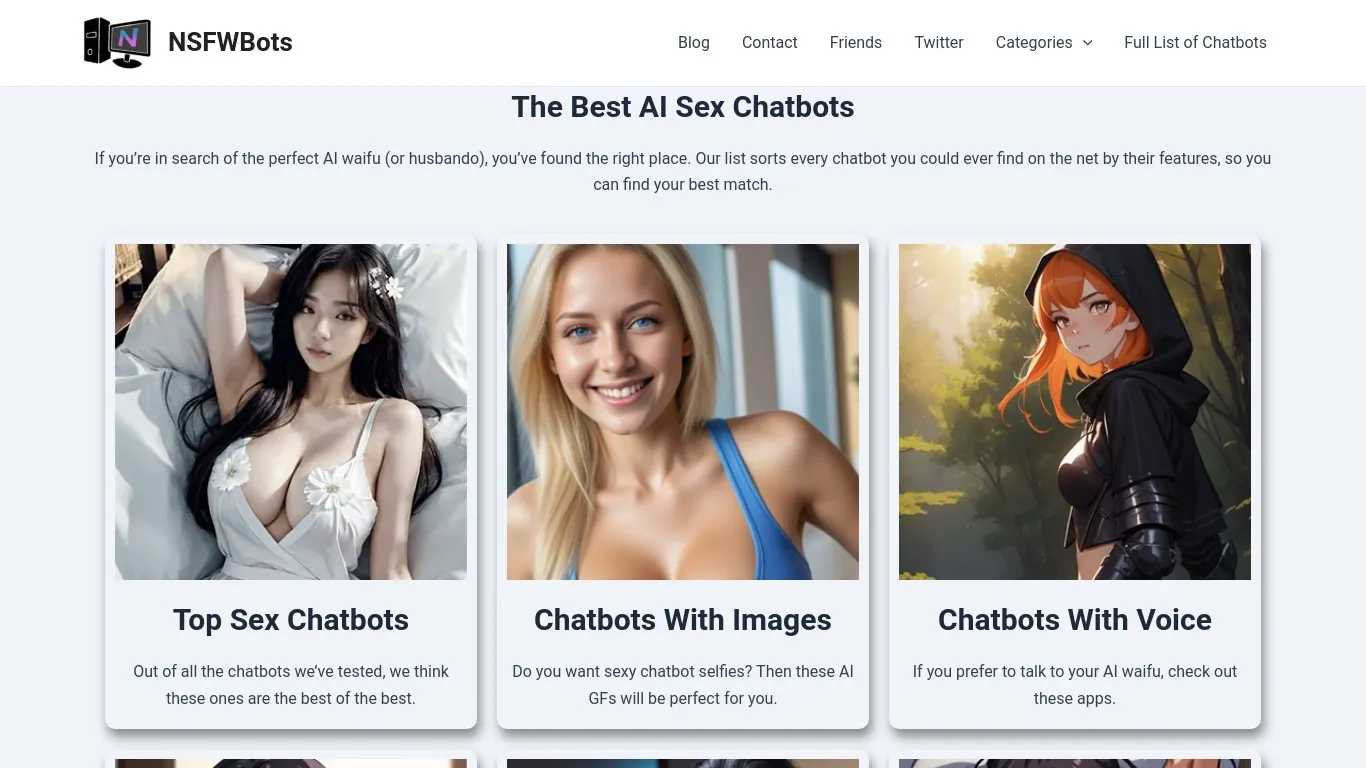 NSFWBots
Blog
Contact
Friends
Twitter
Categories
Full List of Chatbots
The Best AI Sex Chatbots
If you’re in search of the perfect AI waifu (or husbando), you’ve found the right place. Our list sorts every chatbot you could ever find on the net by their features, so you
can find your best match.
Top Sex Chatbots
Out of all the chatbots we’ve tested, we think
these ones are the best of the best.
Chatbots With Images
Do you want sexy chatbot selfies? Then these AI
GFs will be perfect for you.
Chatbots With Voice
If you prefer to talk to your AI waifu, check out
these apps.